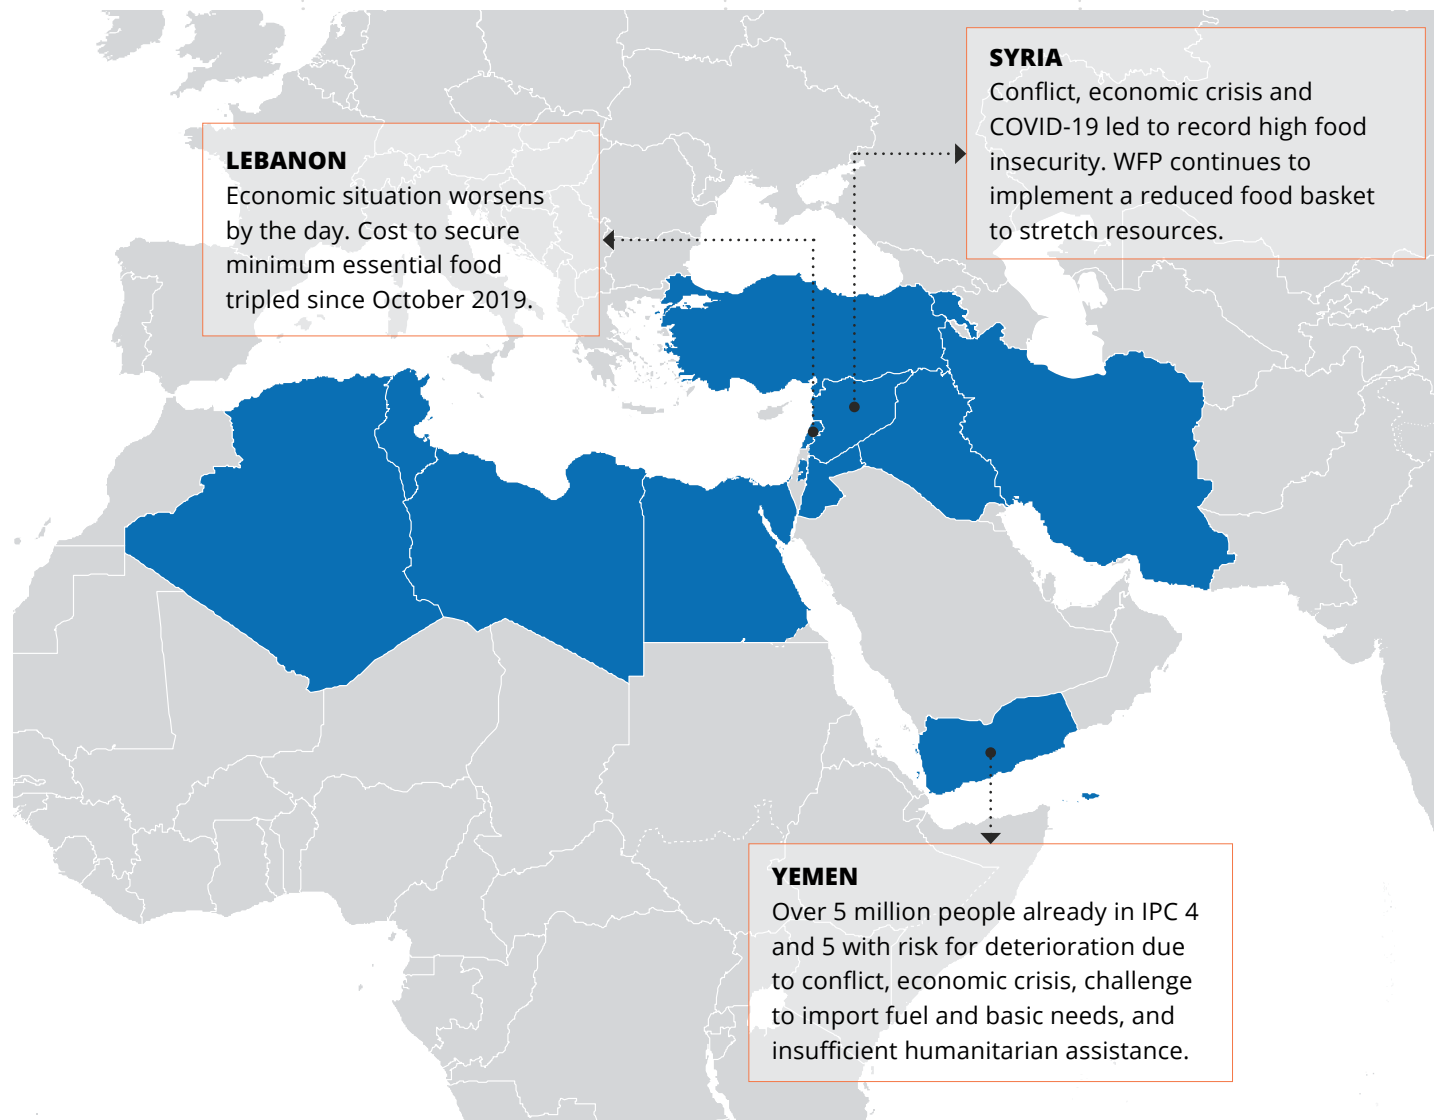 SYRIA
Conflict, economic crisis and
COVID-19 led to record high food
insecurity. WFP continues to
implement a reduced food basket
to stretch resources.
LEBANON
Economic situation worsens
by the day. Cost to secure
minimum essential food
tripled since October 2019.
YEMEN
Over 5 million people already in IPC 4
and 5 with risk for deterioration due
to conflict, economic crisis, challenge
to import fuel and basic needs, and
insufficient humanitarian assistance.